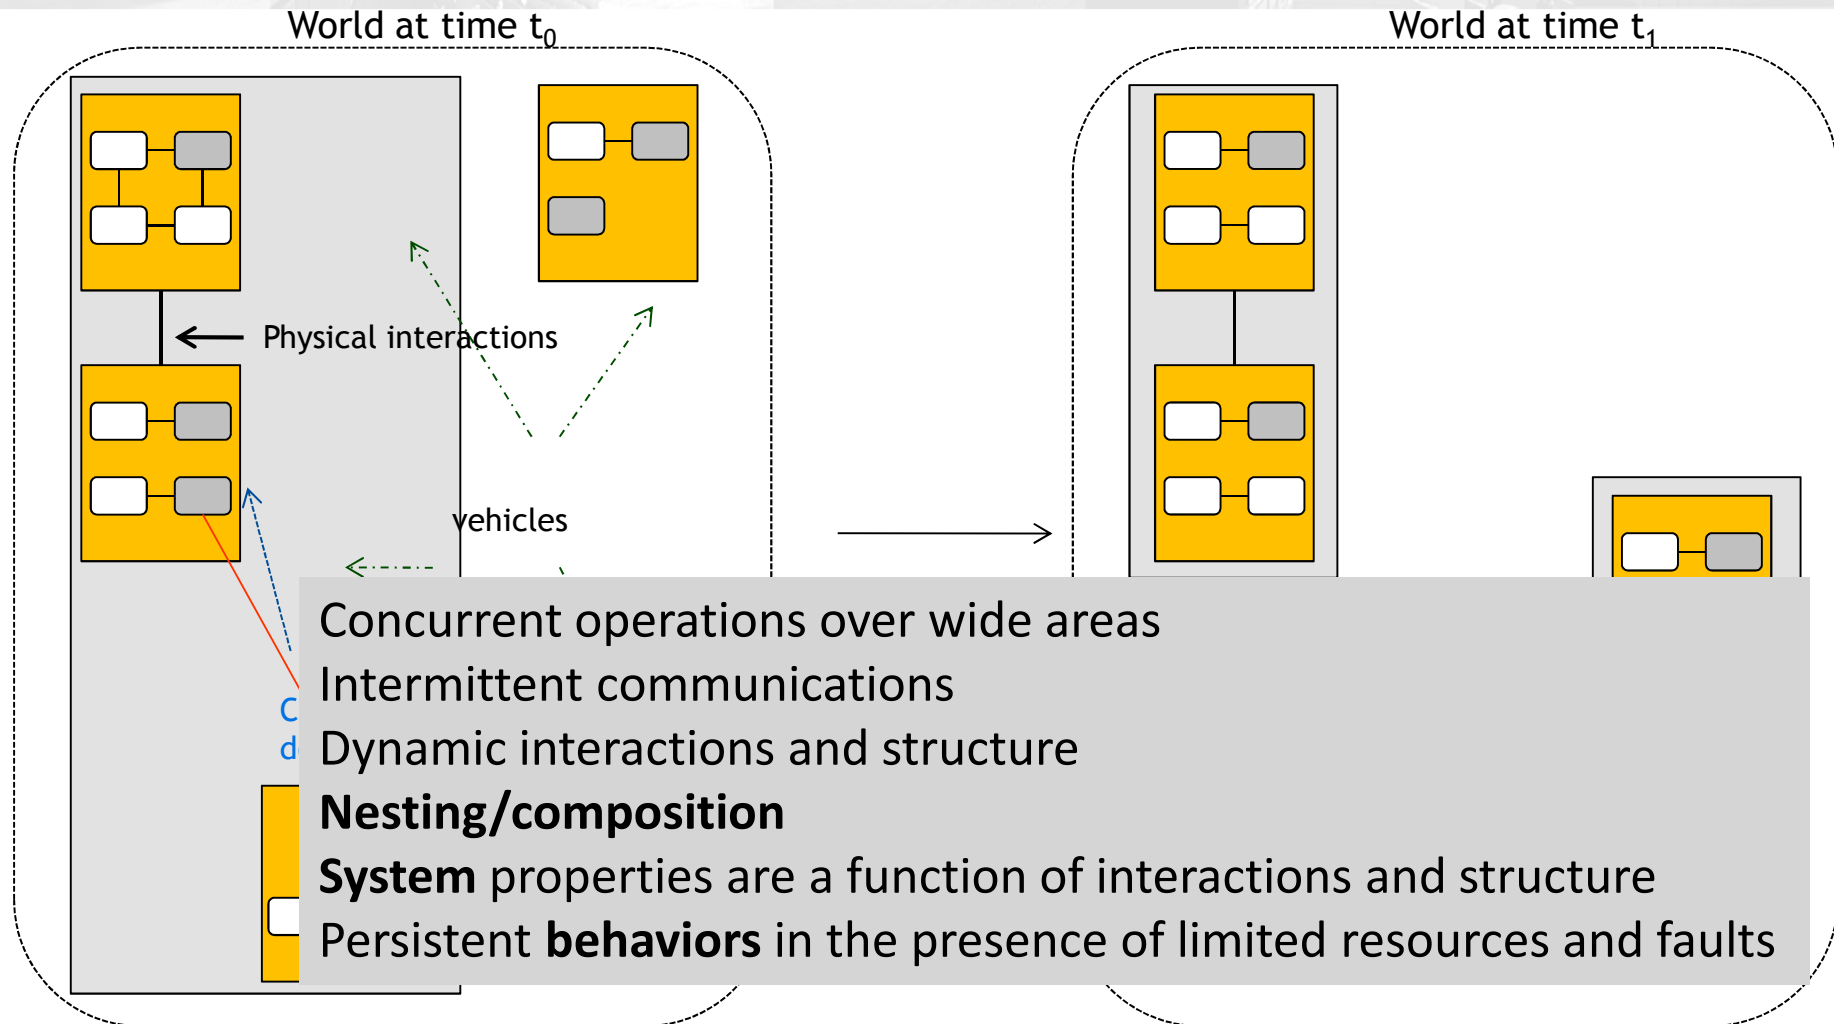 World at time t0
World at time t1
Physical interactions
vehicles
Concurrent operations over wide areas
Intermittent communications
Dynamic interactions and structure
Nesting/composition
System properties are a function of interactions and structure
Persistent behaviors in the presence of limited resources and faults